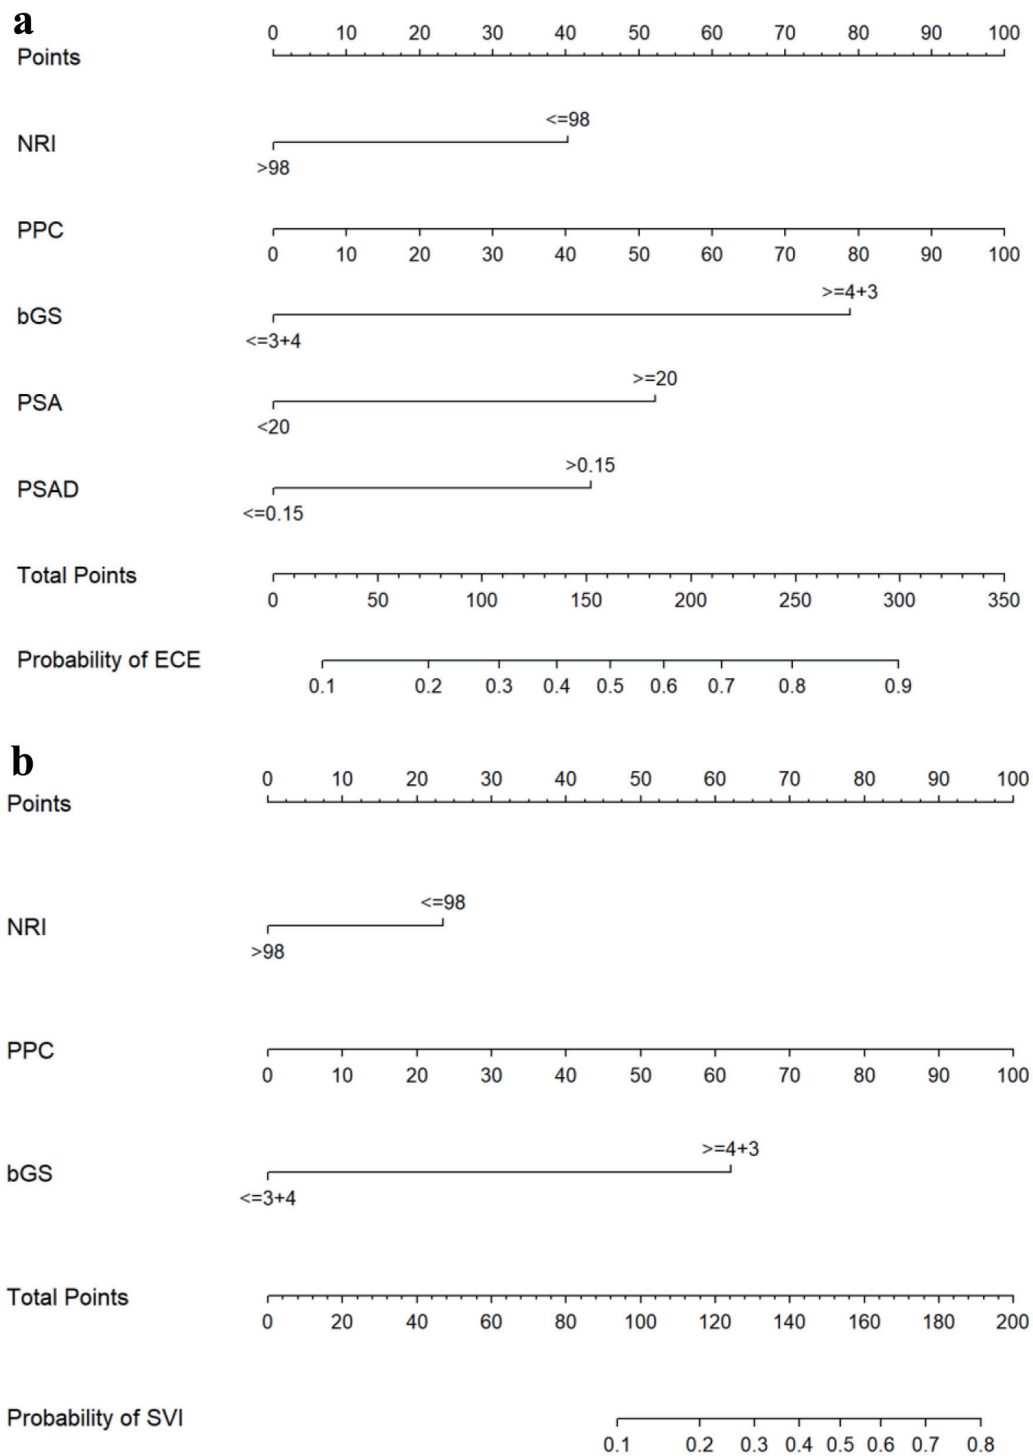 a
0 10 20 30 40 50 60 70 80 90 100
Points
<=98
NRI
>98
PPC
0 10 20 30 40 50 60 70 80 90 100
>=4+3
bGS
<=3+4
>=20
PSA
<20
>0.15
PSAD
<=0.15
Total Points
0 50 100 150 200 250 300 350
Probability of ECE
0.1 0.2 0.3 0.4 0.5 0.6 0.7 0.8 0.9
b
0 10 20 30 40 50 60 70 80 90 100
Points
<=98
NRI
>98
PPC
0 10 20 30 40 50 60 70 80 90 100
>=4+3
bGS
<=3+4
Total Points
0 20 40 60 80 100 120 140 160 180 200
Probability of SVI
0.1 0.2 0.3 0.4 0.5 0.6 0.7 0.8